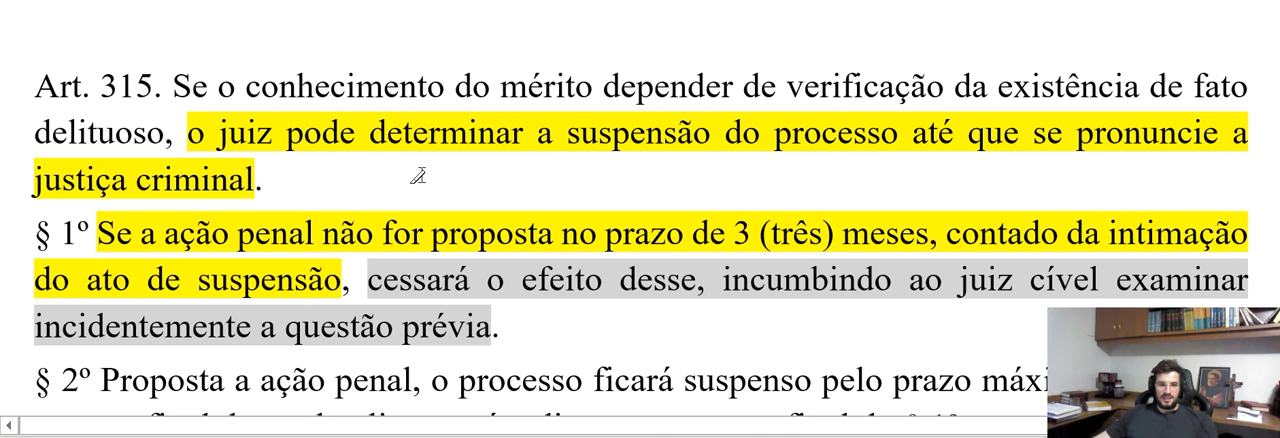 Art. 315. Se o conhecimento do mérito depender de verificação da existência de fato
delituoso, o juiz pode determinar a suspensão do processo até que se pronuncie a
justiça criminal.
§ 1º Se a ação penal não for proposta no prazo de 3 (três) meses, contado da intimação
do ato de suspensão, cessará o efeito desse, incumbindo ao juiz cível examinar
incidentemente a questão prévia.
§ 2º Proposta a ação penal, o processo ficará suspenso pelo prazo